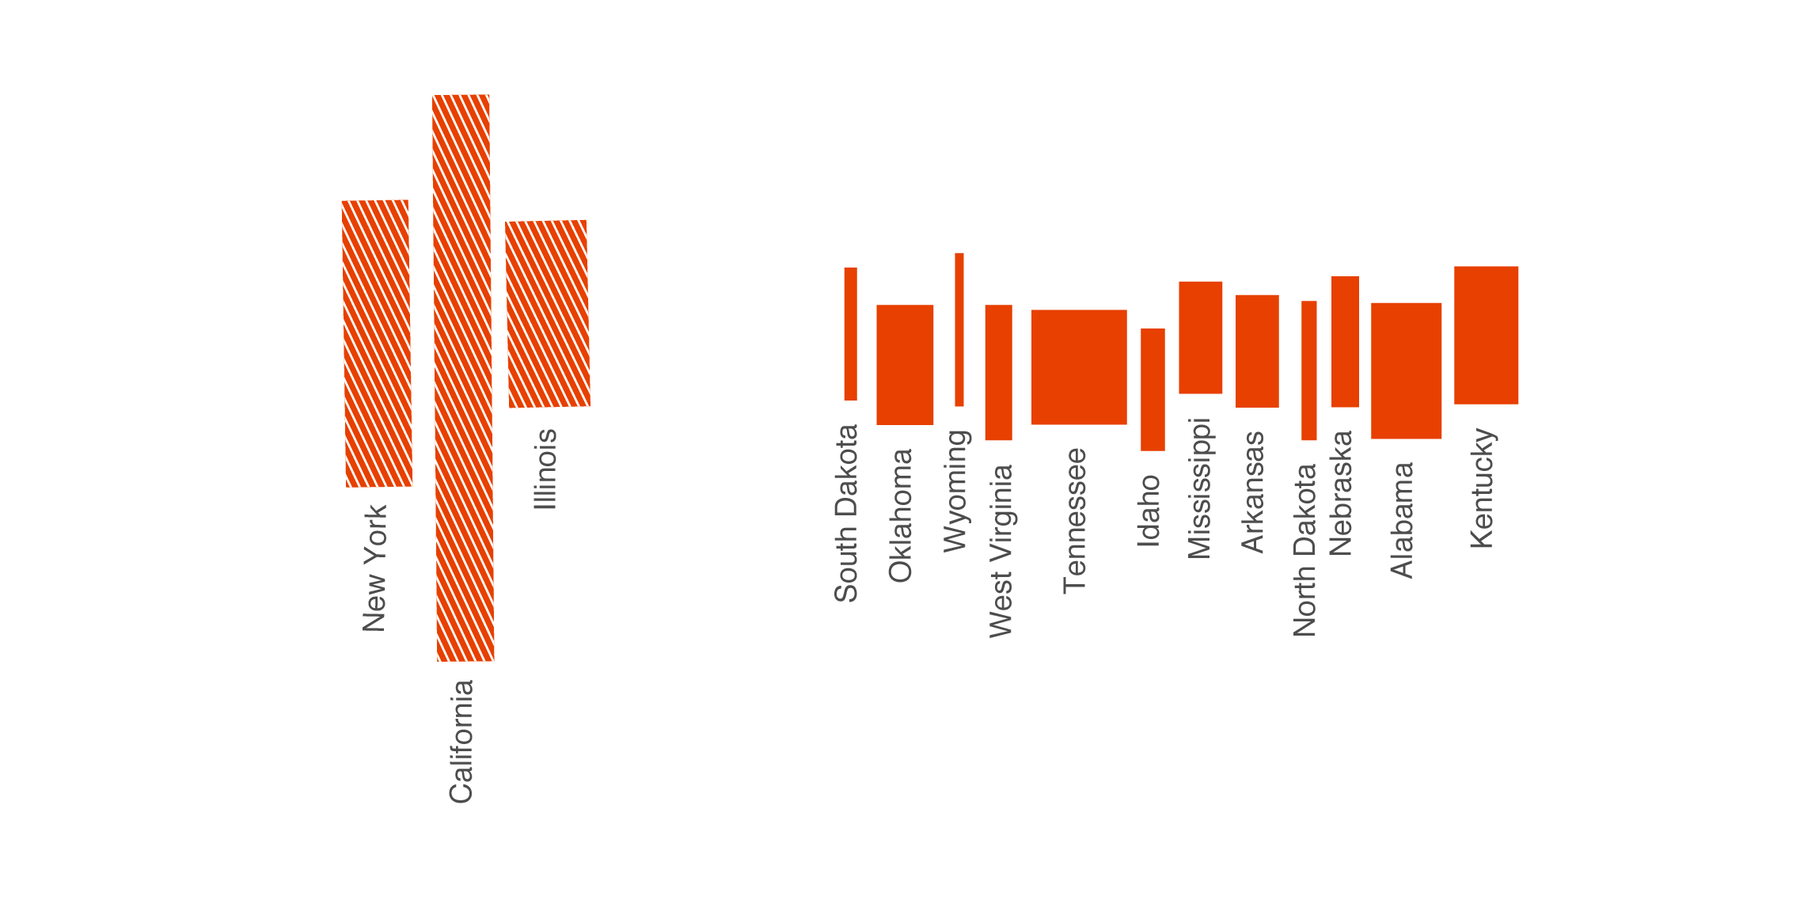 New York
California
Illinois
South Dakota
Oklahoma
Wyoming
West Virginia
Tennessee
Idaho
Mississippi
Arkansas
North Dakota
Nebraska
Alabama
Kentucky